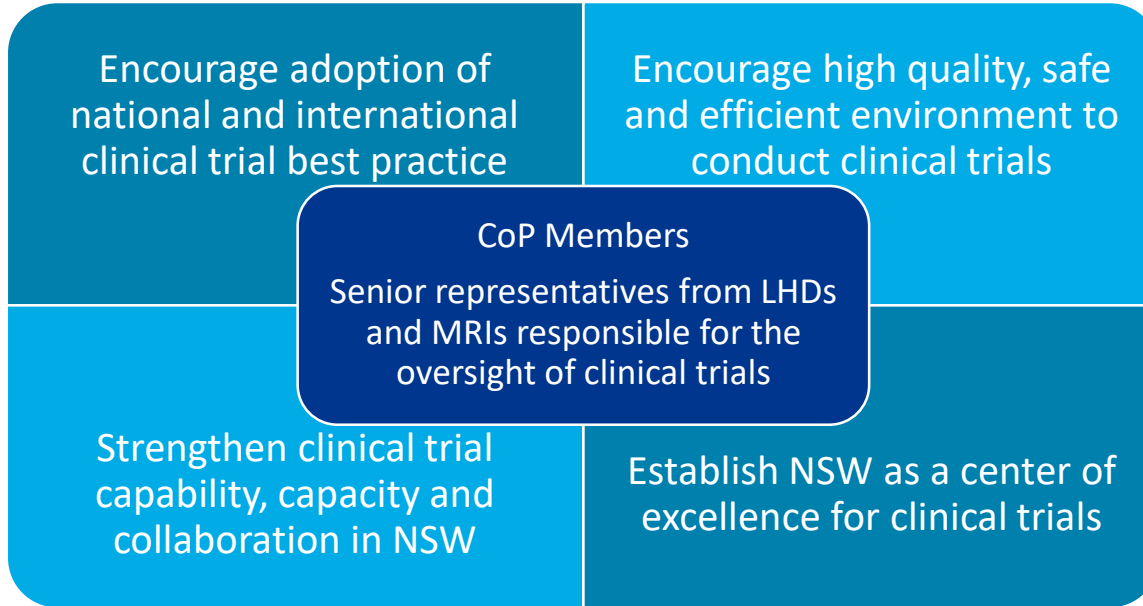 Encourage adoption of
national and international
clinical trial best practice
Encourage high quality, safe
and efficient environment to
conduct clinical trials
CoP Members
Senior representatives from LHDs
and MRIs responsible for the
oversight of clinical trials
Strengthen clinical trial
capability, capacity and
collaboration in NSW
Establish NSW as a center of
excellence for clinical trials